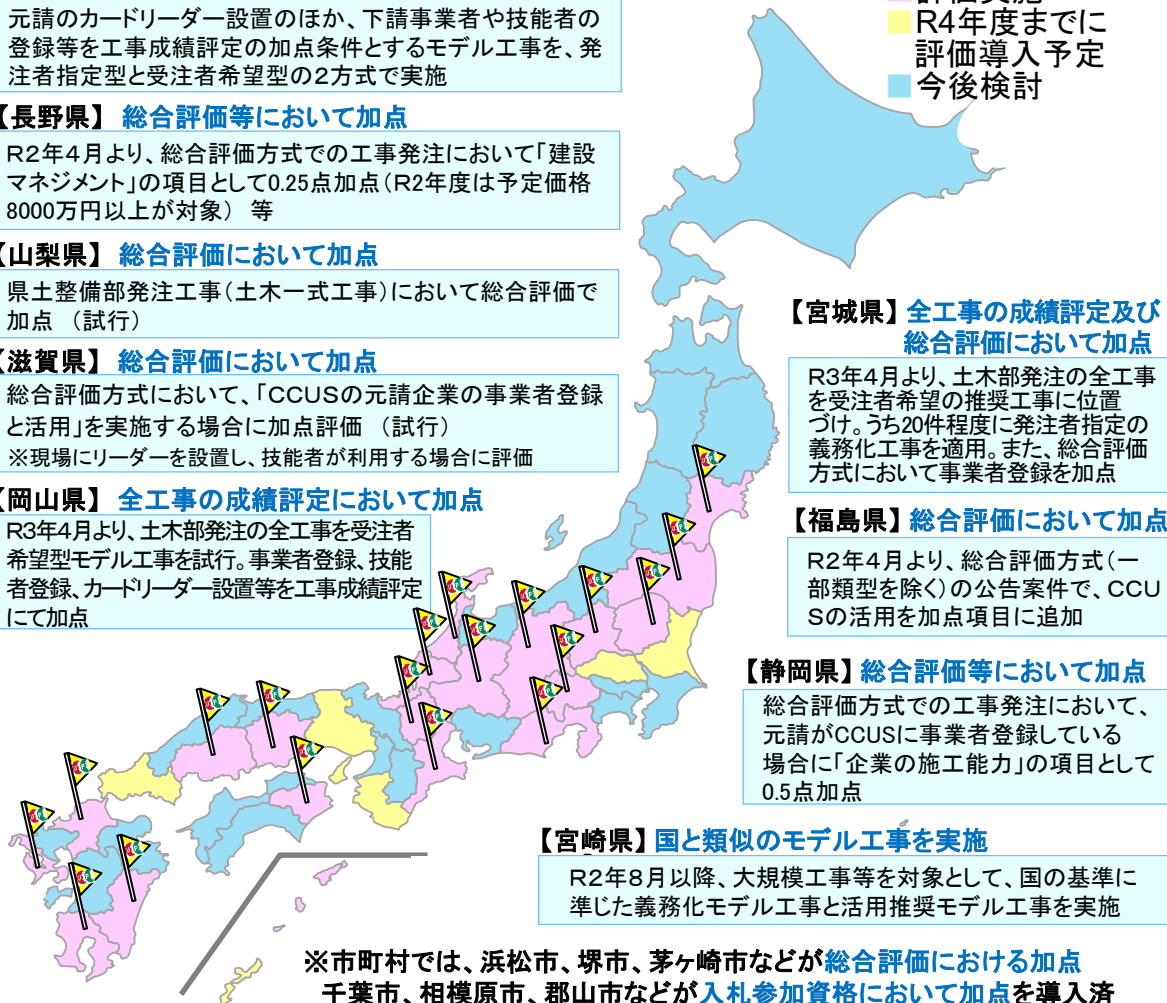 元請のカードリーダー設置のほか、下請事業者や技能者の
登録等を工事成績評定の加点条件とするモデル工事を、発
注者指定型と受注者希望型の２方式で実施
【長野県】 総合評価等において加点
R２年４月より、総合評価方式での工事発注において「建設
マネジメント」の項目として0.25点加点（R２年度は予定価格
8000万円以上が対象） 等
【山梨県】 総合評価において加点
県土整備部発注工事（土木一式工事）において総合評価で
加点 （試行）
【滋賀県】 総合評価において加点
総合評価方式において、「ＣＣＵＳの元請企業の事業者登録
と活用」を実施する場合に加点評価 （試行）
※現場にリーダーを設置し、技能者が利用する場合に評価
【岡山県】 全工事の成績評定において加点
R３年４月より、土木部発注の全工事を受注者
希望型モデル工事を試行。事業者登録、技能
者登録、カードリーダー設置等を工事成績評定
にて加点
評価実施
R４年度までに
評価導入予定
今後検討
【宮城県】 全工事の成績評定及び
総合評価において加点
R３年４月より、土木部発注の全工事
を受注者希望の推奨工事に位置
づけ。うち20件程度に発注者指定の
義務化工事を適用。また、総合評価
方式において事業者登録を加点
【福島県】 総合評価において加点
R２年４月より、総合評価方式（一
部類型を除く）の公告案件で、CCU
Sの活用を加点項目に追加
【静岡県】 総合評価等において加点
総合評価方式での工事発注において、
元請がCCUSに事業者登録している
場合に「企業の施工能力」の項目として
0.5点加点
【宮崎県】 国と類似のモデル工事を実施
R２年８月以降、大規模工事等を対象として、国の基準に
準じた義務化モデル工事と活用推奨モデル工事を実施
※市町村では、浜松市、堺市、茅ヶ崎市などが総合評価における加点
千葉市、相模原市、郡山市などが入札参加資格において加点を導入済